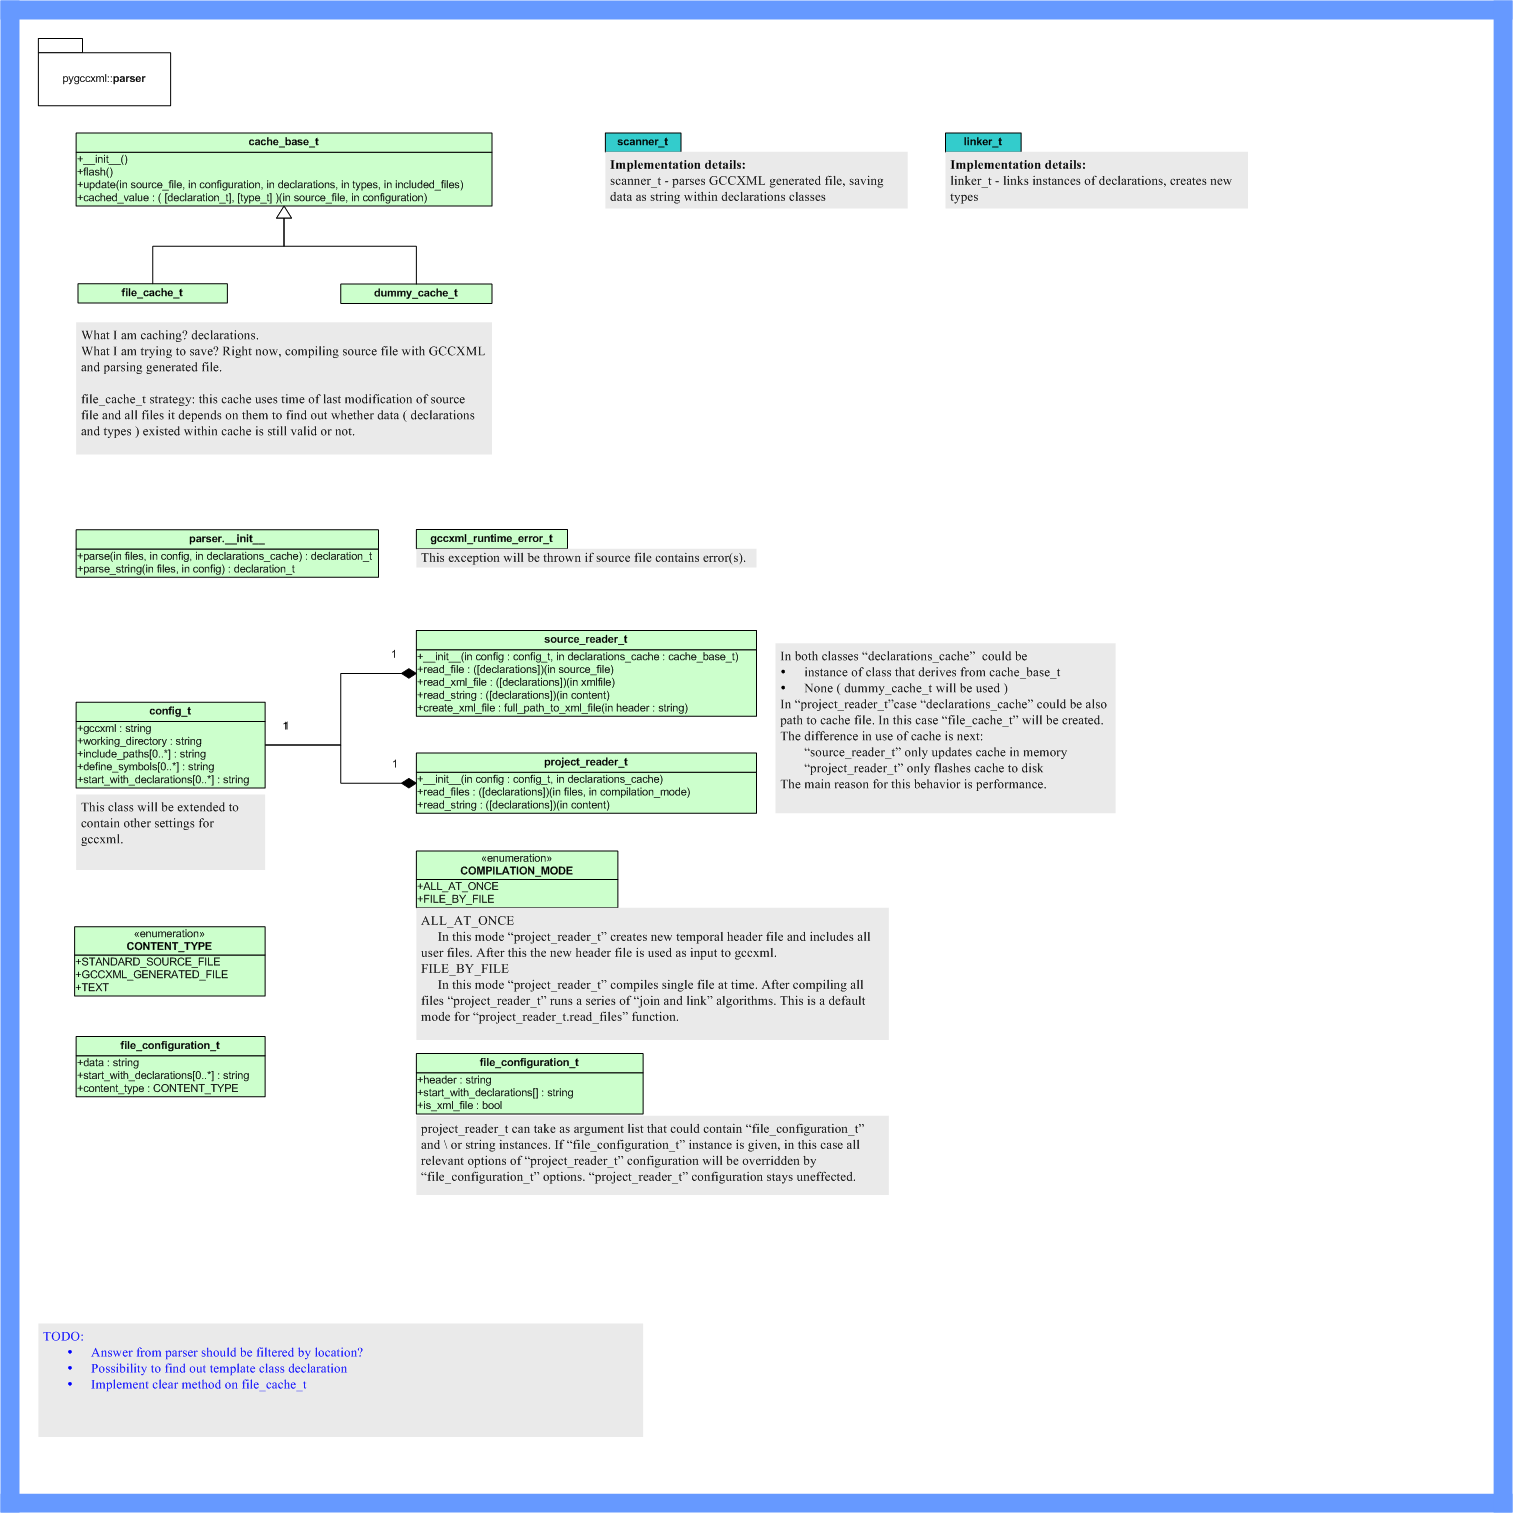 pygccxml::parser
cache_base_t
+__init__()
+flash()
+update(in source_file, in configuration, in declarations, in types, in included_files)
+cached_value : ( [declaration_t], [type_t] )(in source_file, in configuration)
scanner_t
Implementation details:
scanner_t - parses GCCXML generated file, saving
data as string within declarations classes
linker_t
Implementation details:
linker_t - links instances of declarations, creates new
types
file_cache_t
dummy_cache_t
What I am caching? declarations.
What I am trying to save? Right now, compiling source file with GCCXML
and parsing generated file.
file_cache_t strategy: this cache uses time of last modification of source
file and all files it depends on them to find out whether data ( declarations
and types ) existed within cache is still valid or not.
parser.__init__
+parse(in files, in config, in declarations_cache) : declaration_t
+parse_string(in files, in config) : declaration_t
gccxml_runtime_error_t
This exception will be thrown if source file contains error(s).
source_reader_t
+__init__(in config : config_t, in declarations_cache : cache_base_t)
+read_file : ([declarations])(in source_file)
+read_xml_file : ([declarations])(in xmlfile)
+read_string : ([declarations])(in content)
+create_xml_file : full_path_to_xml_file(in header : string)
1
1
1
config_t
+gccxml : string
+working_directory : string
+include_paths[0..*] : string
+define_symbols[0..*] : string
+start_with_declarations[0..*] : string
This class will be extended to
contain other settings for
gccxml.
project_reader_t
+__init__(in config : config_t, in declarations_cache)
+read_files : ([declarations])(in files, in compilation_mode)
+read_string : ([declarations])(in content)
In both classes “declarations_cache”  could be
• instance of class that derives from cache_base_t
• None ( dummy_cache_t will be used )
In “project_reader_t”case “declarations_cache” could be also
path to cache file. In this case “file_cache_t” will be created.
The difference in use of cache is next:
“source_reader_t” only updates cache in memory
“project_reader_t” only flashes cache to disk
The main reason for this behavior is performance.
«enumeration»
COMPILATION_MODE
+ALL_AT_ONCE
+FILE_BY_FILE
ALL_AT_ONCE
In this mode “project_reader_t” creates new temporal header file and includes all
user files. After this the new header file is used as input to gccxml.
FILE_BY_FILE
In this mode “project_reader_t” compiles single file at time. After compiling all
files “project_reader_t” runs a series of “join and link” algorithms. This is a default
mode for “project_reader_t.read_files” function.
«enumeration»
CONTENT_TYPE
+STANDARD_SOURCE_FILE
+GCCXML_GENERATED_FILE
+TEXT
file_configuration_t
+data : string
+start_with_declarations[0..*] : string
+content_type : CONTENT_TYPE
file_configuration_t
+header : string
+start_with_declarations[] : string
+is_xml_file : bool
project_reader_t can take as argument list that could contain “file_configuration_t”
and \ or string instances. If “file_configuration_t” instance is given, in this case all
relevant options of “project_reader_t” configuration will be overridden by
“file_configuration_t” options. “project_reader_t” configuration stays uneffected.
TODO:
• Answer from parser should be filtered by location?
• Possibility to find out template class declaration
• Implement clear method on file_cache_t